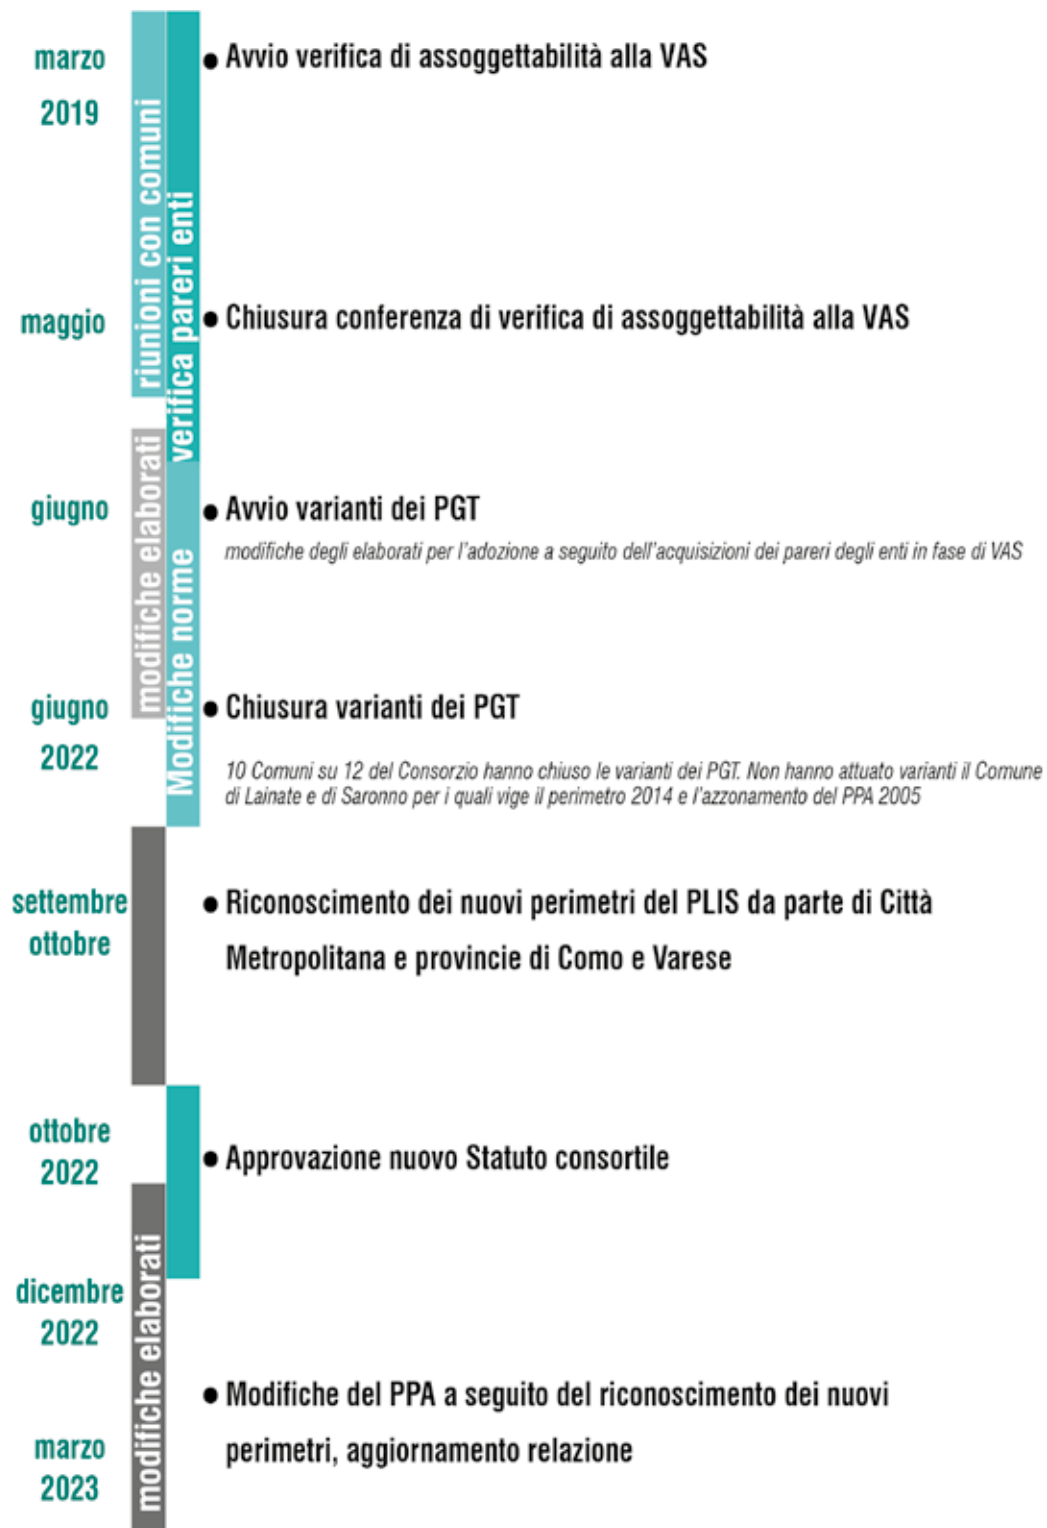 marzo
2019
Avvio verifica di assoggettabilità alla VAS
riunioni con comuni
verifica pareri enti
maggio
Chiusura conferenza di verifica di assoggettabilità alla VAS
modifiche elaborati
Modifiche norme
giugno
Avvio varianti dei PGT
modifiche degli elaborati per l'adozione a seguito dell'acquisizioni dei pareri degli enti in fase di VAS
giugno
2022
Chiusura varianti dei PGT
10 Comuni su 12 del Consorzio hanno chiuso le varianti dei PGT. Non hanno attuato varianti il Comune
di Lainate e di Saronno per i quali vige il perimetro 2014 e l'azzonamento del PPA 2005
settembre
ottobre
Riconoscimento dei nuovi perimetri del PLIS da parte di Città
Metropolitana e provincie di Como e Varese
ottobre
2022
Approvazione nuovo Statuto consortile
modifiche elaborati
dicembre
2022
Modifiche del PPA a seguito del riconoscimento dei nuovi
perimetri, aggiornamento relazione
marzo
2023